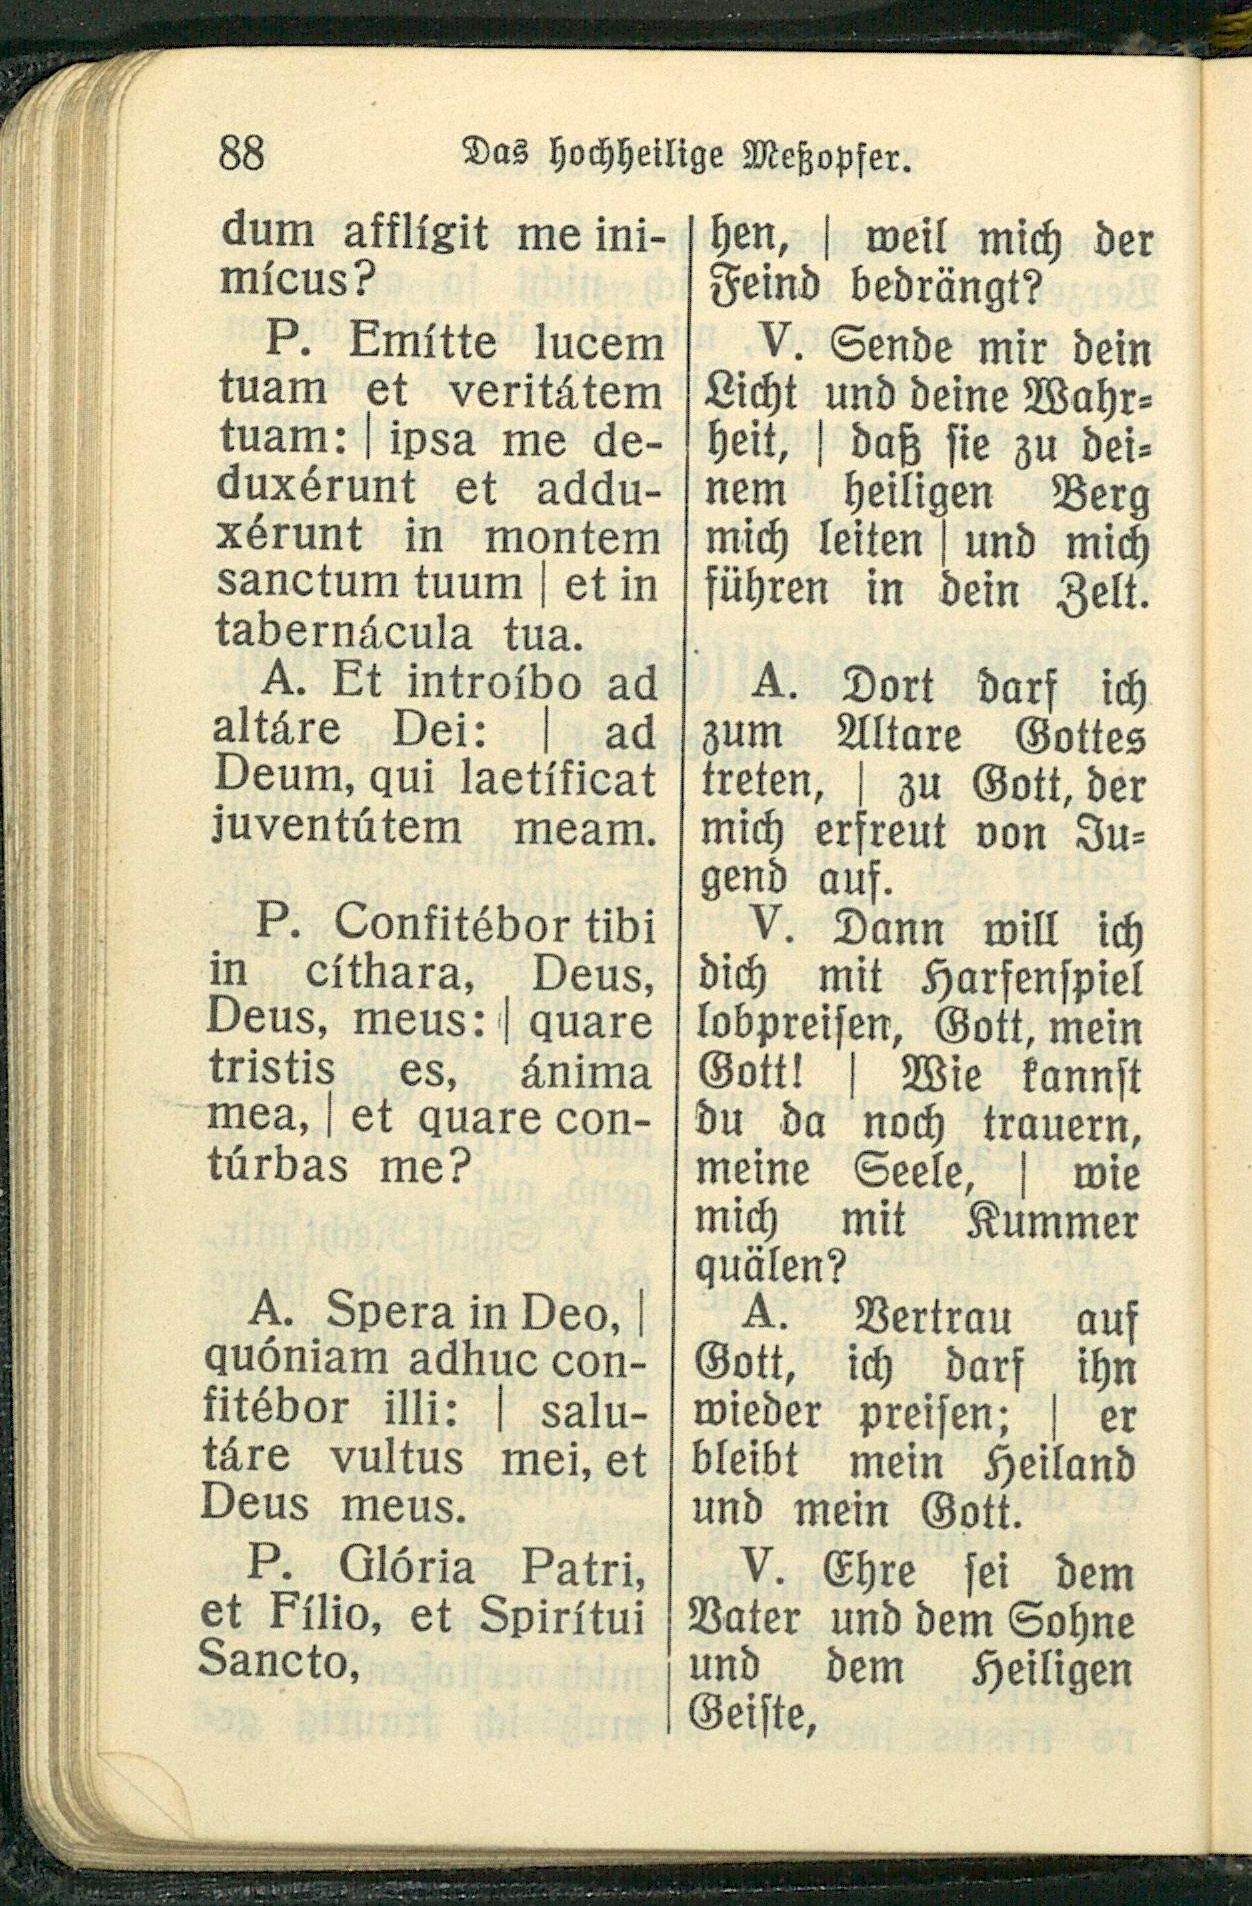 88
Das hochheilige Meßopfer.
dum afflígit me ini-
mícus?
P. Emítte lucem
tuam et veritátem
tuam: | ipsa me de-
duxérunt et addu-
xérunt in montem
sanctum tuum | et in
tabernácula tua.
A. Et introíbo ad
altáre Dei: | ad
Deum, qui laetíficat
juventútem meam.
P. Confitébor tibi
in cíthara, Deus,
Deus, meus: | quare
tristis es, ánima
mea, | et quare con-
túrbas me?
A. Spera in Deo, |
quóniam adhuc con-
fitébor illi: | salu-
táre vultus mei, et
Deus meus.
P. Glória Patri,
et Fílio, et Spirítui
Sancto,
hen, | weil mich der
Feind bedrängt?
V. Sende mir dein
Licht und deine Wahr-
heit, | daß sie zu dei-
nem heiligen Berg
mich leiten | und mich
führen in dein Zelt.
A. Dort darf ich
zum Altare Gottes
treten, | zu Gott, der
mich erfreut von Ju-
gend auf.
V. Dann will ich
dich mit Harfenspiel
lobpreisen, Gott, mein
Gott! | Wie kannst
du da noch trauern,
meine Seele, | wie
mich mit Kummer
quälen?
A. Vertrau auf
Gott, ich darf ihn
wieder preisen; | er
bleibt mein Heiland
und mein Gott.
V. Ehre sei dem
Vater und dem Sohne
und dem Heiligen
Geiste,